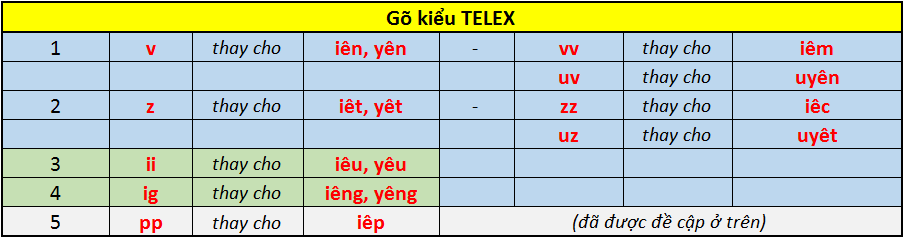 Gõ kiểu TELEX
1 v thay cho iên, yên - vv thay cho iêm
uv thay cho uyên
2 z thay cho iêt, yêt - zz thay cho iêc
uz thay cho uyêt
3 ii thay cho iêu, yêu
4 ig thay cho iêng, yêng
5 pp thay cho iêp (đã được đề cập ở trên)